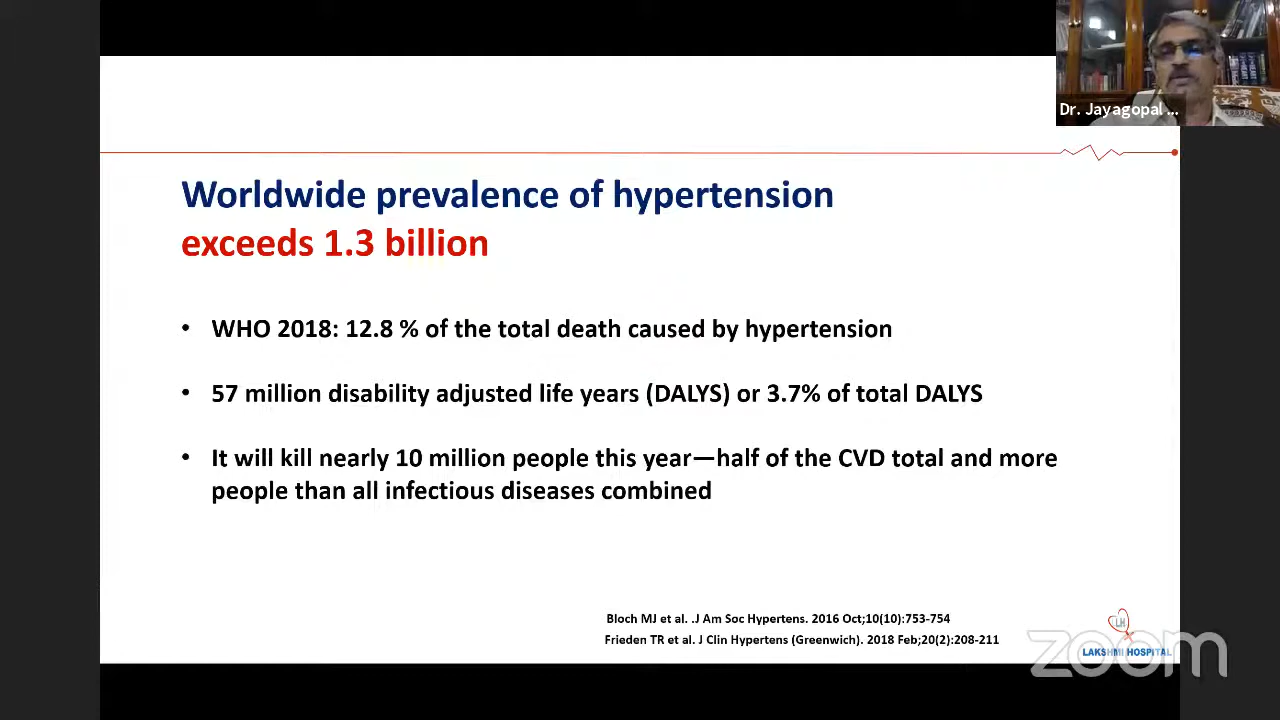 Dr. Jayagopal ...
Worldwide prevalence of hypertension
exceeds 1.3 billion
• WHO 2018: 12.8 % of the total death caused by hypertension
• 57 million disability adjusted life years (DALYS) or 3.7% of total DALYS
• It will kill nearly 10 million people this year—half of the CVD total and more
people than all infectious diseases combined
Bloch MJ et al. .J Am Soc Hypertens. 2016 Oct;10(10):753-754
Frieden TR et al. J Clin Hypertens (Greenwich). 2018 Feb;20(2):208-211
LH
LAKSHMI HOSPITAL
zoom